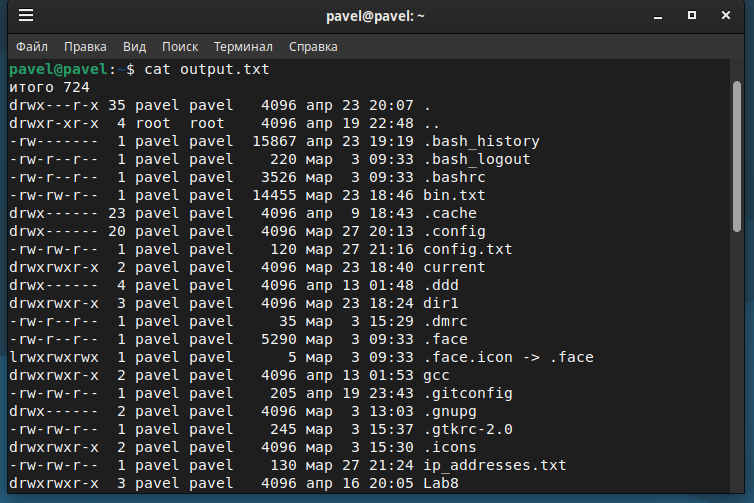 pavel@pavel: ~
Файл Правка Вид Поиск Терминал Справка
pavel@pavel:~$ cat output.txt
итого 724
drwx---r-x 35 pavel pavel  4096 апр 23 20:07 .
drwxr-xr-x  4 root  root   4096 апр 19 22:48 ..
-rw-------  1 pavel pavel 15867 апр 23 19:19 .bash_history
-rw-r--r--  1 pavel pavel   220 мар  3 09:33 .bash_logout
-rw-r--r--  1 pavel pavel  3526 мар  3 09:33 .bashrc
-rw-rw-r--  1 pavel pavel 14455 мар 23 18:46 bin.txt
drwx------ 23 pavel pavel  4096 апр  9 18:43 .cache
drwx------ 20 pavel pavel  4096 мар 27 20:13 .config
-rw-rw-r--  1 pavel pavel   120 мар 27 21:16 config.txt
drwxrwxr-x  2 pavel pavel  4096 мар 23 18:40 current
drwx------  4 pavel pavel  4096 апр 13 01:48 .ddd
drwxrwxr-x  3 pavel pavel  4096 мар 23 18:24 dir1
-rw-r--r--  1 pavel pavel    35 мар  3 15:29 .dmrc
-rw-r--r--  1 pavel pavel  5290 мар  3 09:33 .face
lrwxrwxrwx  1 pavel pavel     5 мар  3 09:33 .face.icon -> .face
drwxrwxr-x  2 pavel pavel  4096 апр 13 01:53 gcc
-rw-rw-r--  1 pavel pavel   205 апр 19 23:43 .gitconfig
drwx------  2 pavel pavel  4096 мар  3 13:03 .gnupg
-rw-rw-r--  1 pavel pavel   245 мар  3 15:37 .gtkrc-2.0
drwxrwxr-x  2 pavel pavel  4096 мар  3 15:30 .icons
-rw-rw-r--  1 pavel pavel   130 мар 27 21:24 ip_addresses.txt
drwxrwxr-x  3 pavel pavel  4096 апр 16 20:05 Lab8